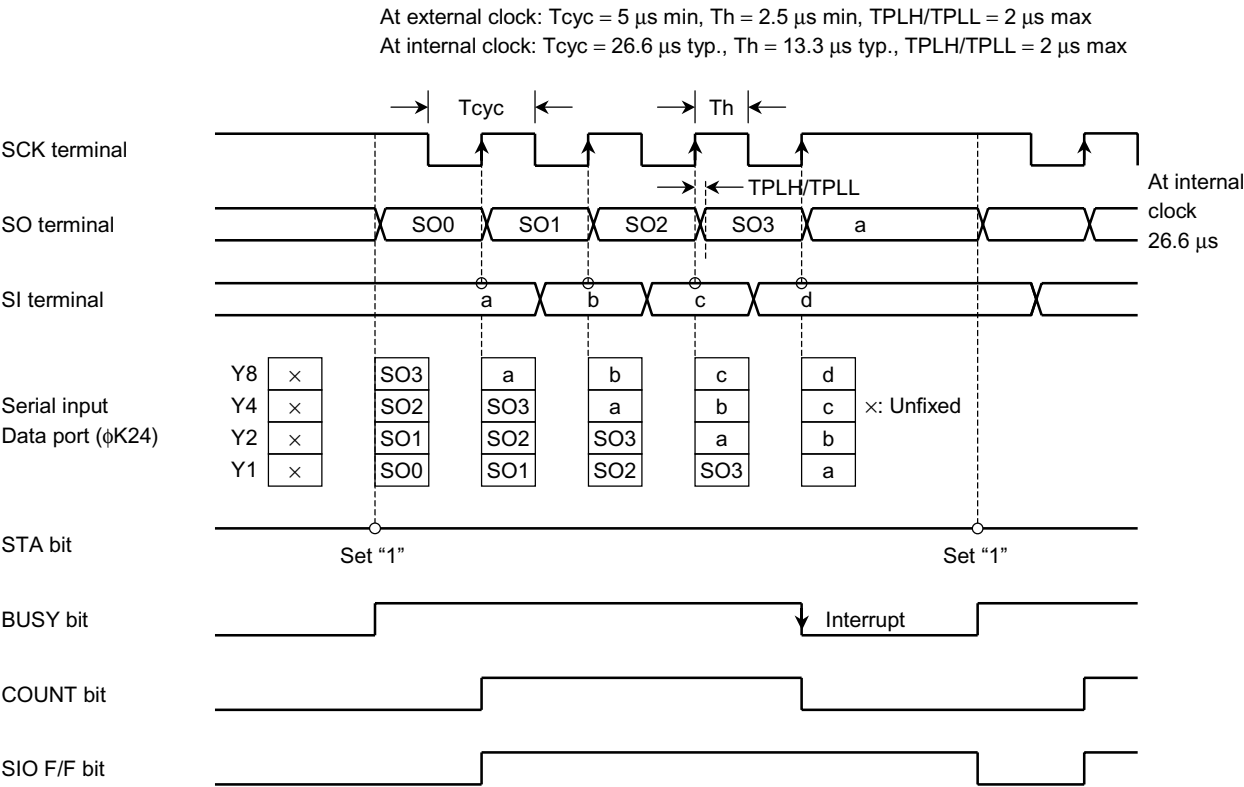 At external clock: Tcyc = 5 μs min, Th = 2.5 μs min, TPLH/TPLL = 2 μs max
At internal clock: Tcyc = 26.6 μs typ., Th = 13.3 μs typ., TPLH/TPLL = 2 μs max
Tcyc Th
SCK terminal
TPLH/TPLL
At internal
clock
26.6 μs
SO terminal SO0 SO1 SO2 SO3 a
SI terminal a b c d
Y8 × SO3 a b c d
Serial input Y4 × SO2 SO3 a b c ×: Unfixed
Data port (ϕK24) Y2 × SO1 SO2 SO3 a b
Y1 × SO0 SO1 SO2 SO3 a
STA bit
Set “1” Set “1”
BUSY bit Interrupt
COUNT bit
SIO F/F bit